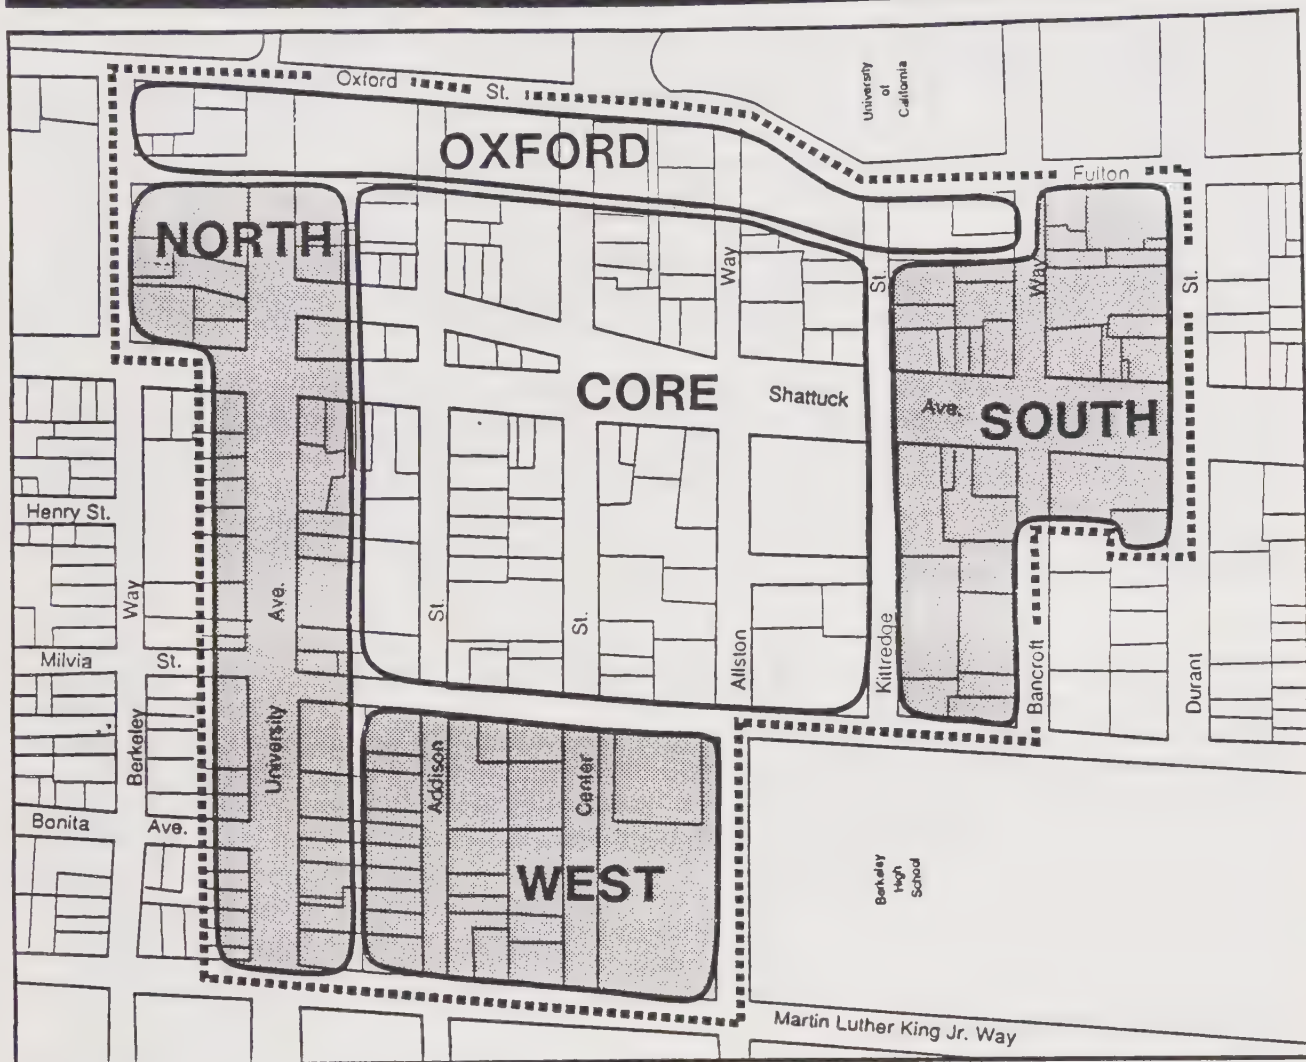 Oxford St.
University
of
California
OXFORD
Fulton
NORTH
Way
St.
Way
St.
CORE
Shattuck
Ave.
SOUTH
Henry St.
Way
Ave.
St.
St.
Allston
Kittredge
Bancroft
Durant
Milvia St.
Berkeley
University
Addison
Center
Bonita Ave.
WEST
Berkeley
High
School
Martin Luther King Jr. Way